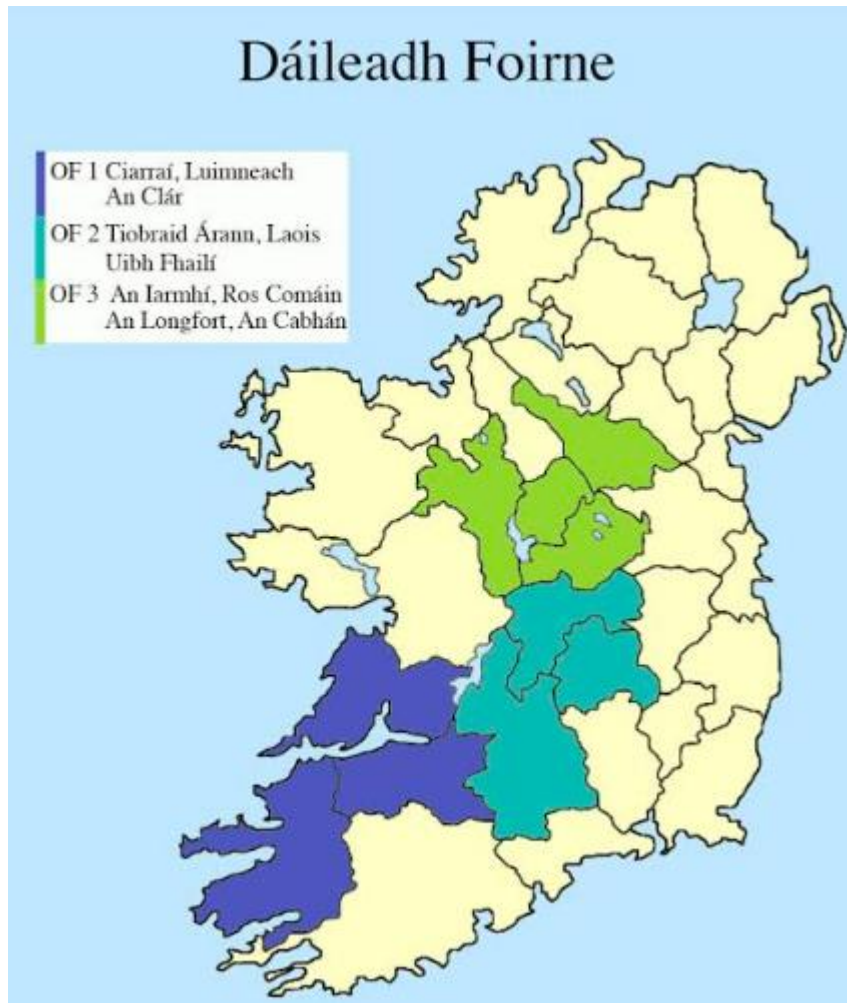 Dáileadh Foirne
OF 1 Ciarraí, Luimneach
An Clár
OF 2 Tiobraid Árann, Laois
Uibh Fhailí
OF 3 An Iarmhí, Ros Comáin
An Longfort, An Cabhán